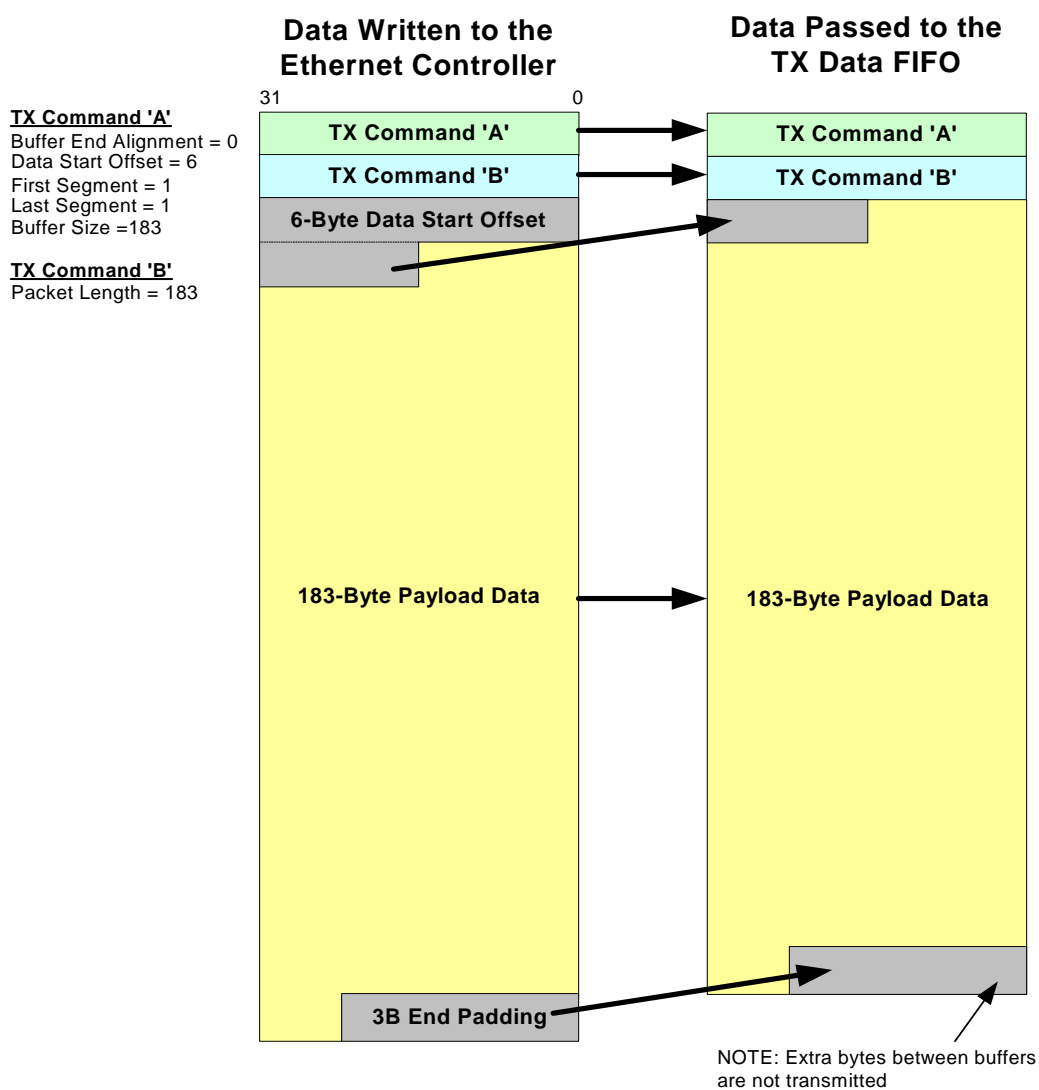 Data Written to the
Ethernet Controller
Data Passed to the
TX Data FIFO
31
0
TX Command 'A'
Buffer End Alignment = 0
Data Start Offset = 6
First Segment = 1
Last Segment = 1
Buffer Size =183
TX Command 'B'
Packet Length = 183
TX Command 'A'
TX Command 'B'
6-Byte Data Start Offset
183-Byte Payload Data
3B End Padding
TX Command 'A'
TX Command 'B'
183-Byte Payload Data
NOTE: Extra bytes between buffers
are not transmitted